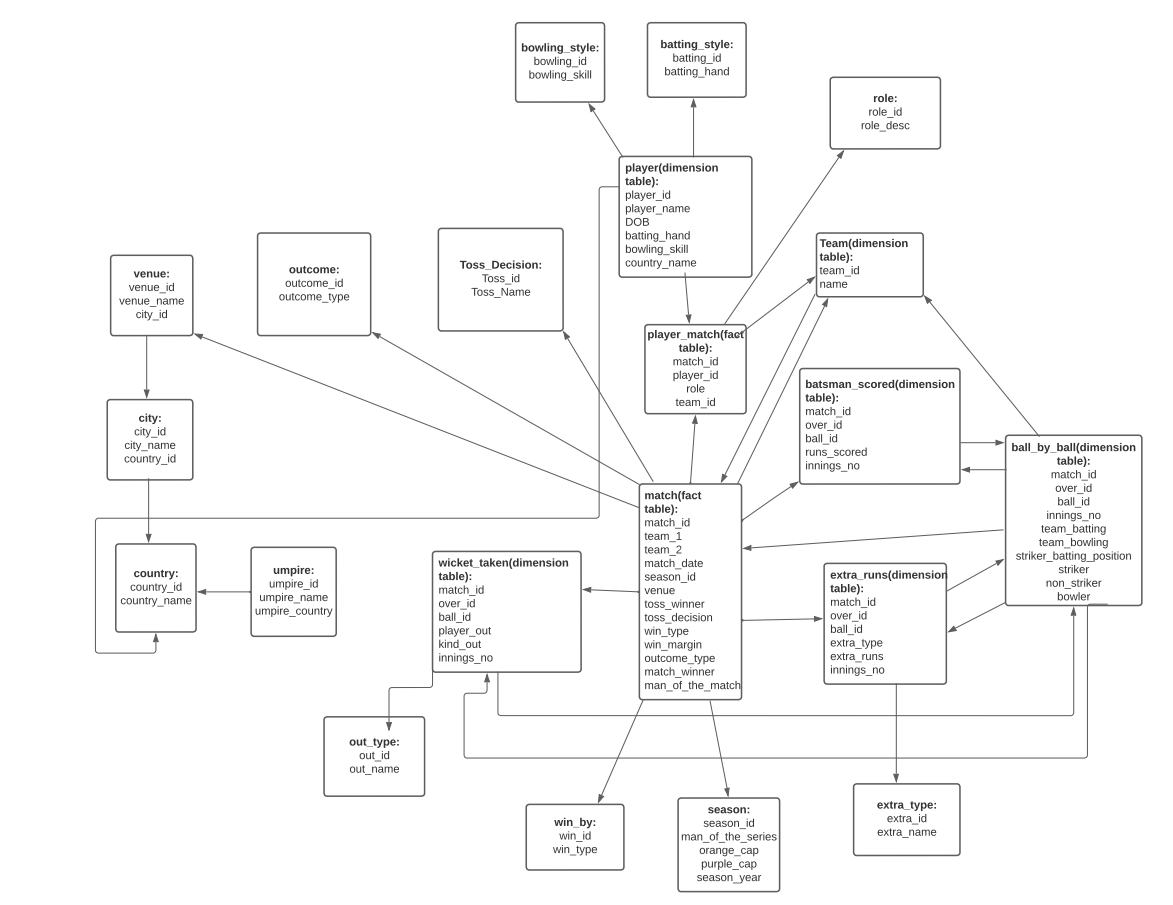 bowling_style:
bowling_id
bowling_skill
batting_style:
batting_id
batting_hand
role:
role_id
role_desc
player(dimension
table):
player_id
player_name
DOB
batting_hand
bowling_skill
country_name
venue:
venue_id
venue_name
city_id
outcome:
outcome_id
outcome_type
Toss_Decision:
Toss_id
Toss_Name
Team(dimension
table):
team_id
name
player_match(fact
table):
match_id
player_id
role
team_id
batsman_scored(dimension
table):
match_id
over_id
ball_id
runs_scored
innings_no
city:
city_id
city_name
country_id
ball_by_ball(dimension
table):
match_id
over_id
ball_id
innings_no
team_batting
team_bowling
striker_batting_position
striker
non_striker
bowler
match(fact
table):
match_id
team_1
team_2
match_date
season_id
venue
toss_winner
toss_decision
win_type
win_margin
outcome_type
match_winner
man_of_the_match
country:
country_id
country_name
umpire:
umpire_id
umpire_name
umpire_country
wicket_taken(dimension
table):
match_id
over_id
ball_id
player_out
kind_out
innings_no
extra_runs(dimension
table):
match_id
over_id
ball_id
extra_type
extra_runs
innings_no
out_type:
out_id
out_name
win_by:
win_id
win_type
season:
season_id
man_of_the_series
orange_cap
purple_cap
season_year
extra_type:
extra_id
extra_name